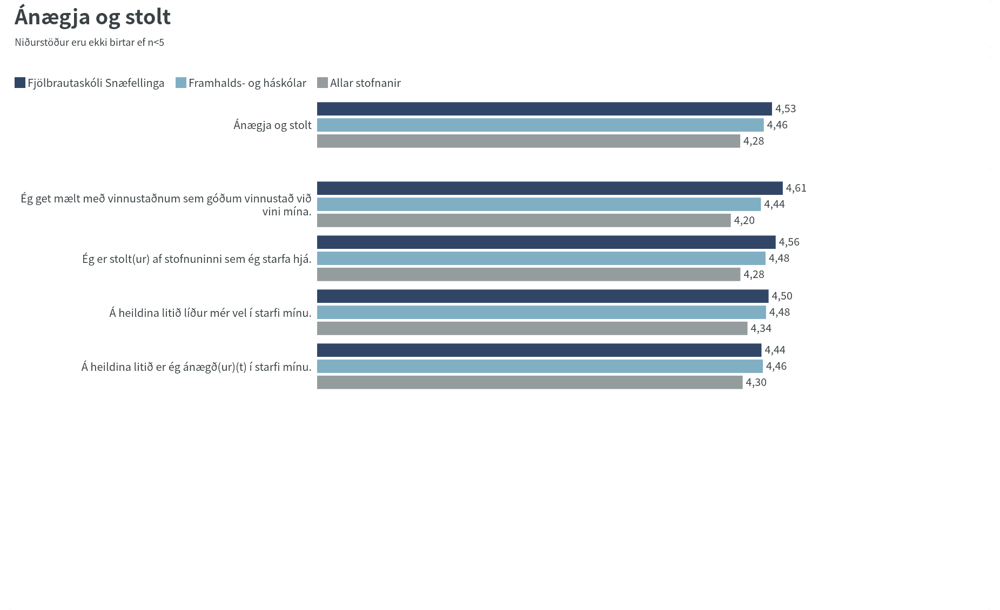 Ánægja og stolt
Niðurstöður eru ekki birtar ef n<5
Fjölbrautaskóli Snæfellinga Framhalds- og háskólar Allar stofnanir
4,53
Ánægja og stolt 4,46
4,28
4,61
Ég get mælt með vinnustaðnum sem góðum vinnustað við
4,44
vini mína.
4,20
4,56
Ég er stolt(ur) af stofnuninni sem ég starfa hjá. 4,48
4,28
4,50
Á heildina litið líður mér vel í starfi mínu. 4,48
4,34
4,44
Á heildina litið er ég ánægð(ur)(t) í starfi mínu. 4,46
4,30